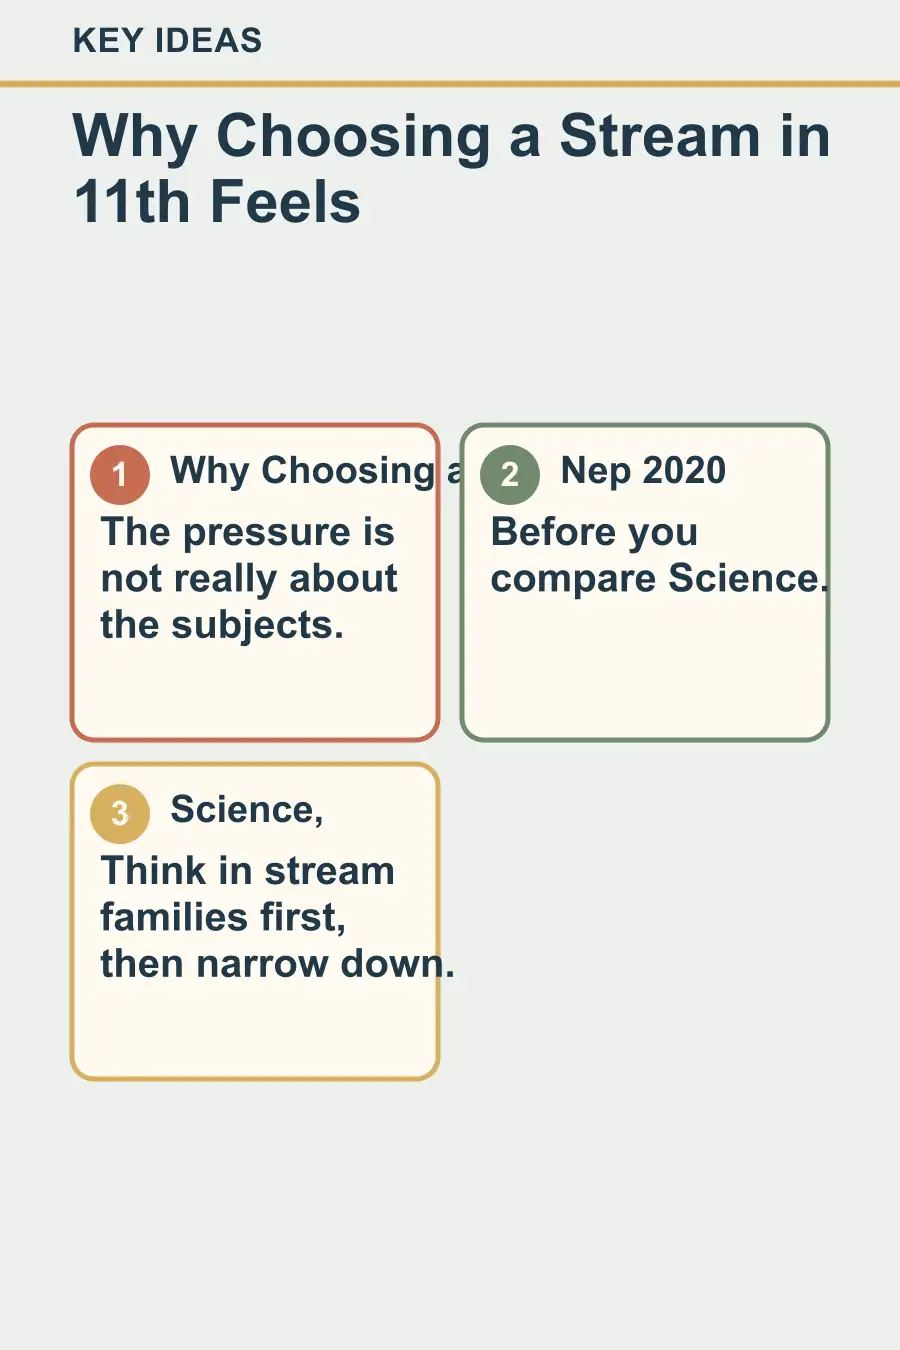 KEY IDEAS
Why Choosing a Stream in
11th Feels
1
Why Choosing a
The pressure is
not really about
the subjects.
2
Nep 2020
Before you
compare Science.
3
Science,
Think in stream
families first,
then narrow down.